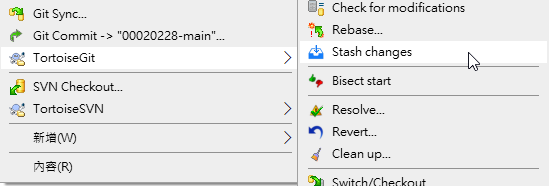 Git Sync...
Git Commit -> "00020228-main"...
TortoiseGit
SVN Checkout...
TortoiseSVN
新增(W)
內容(R)
Check for modifications
Rebase...
Stash changes
Bisect start
Resolve...
Revert...
Clean up...
Switch/Checkout